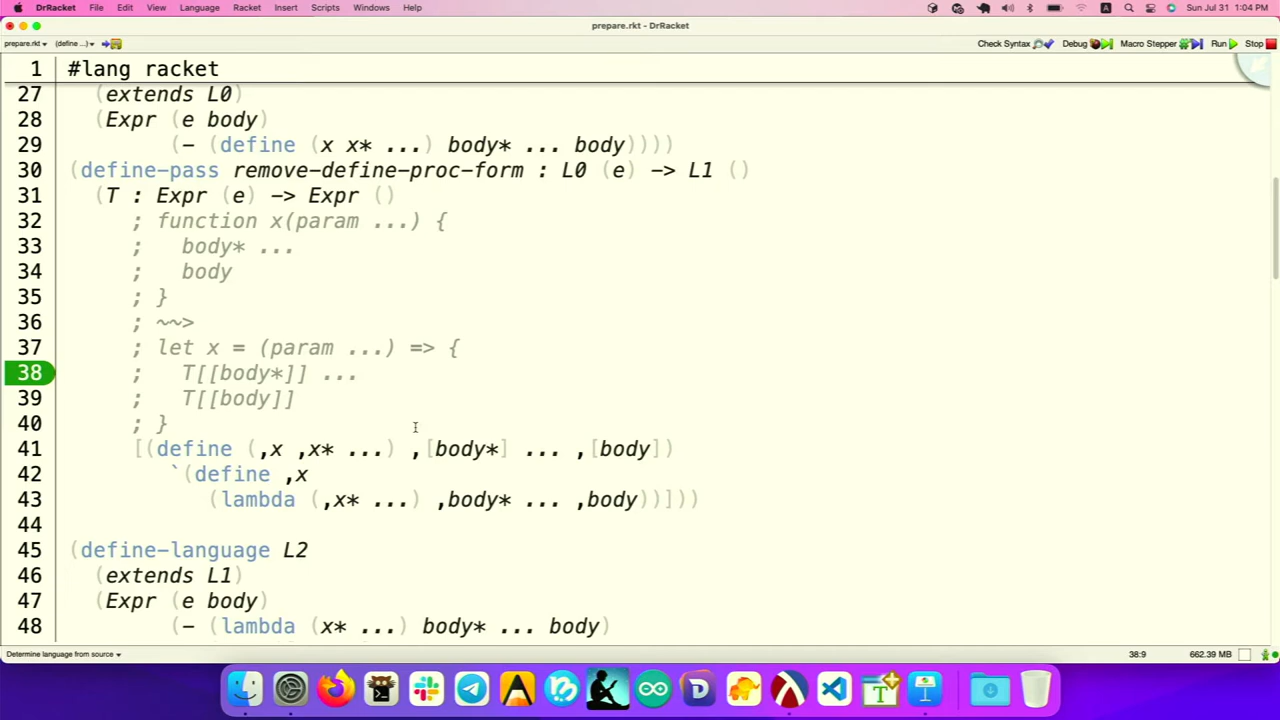 DrRacket File Edit View Language Racket Insert Scripts Windows Help Sun Jul 31 1:04 PM
prepare.rkt - DrRacket
prepare.rkt (define ...) Check Syntax Debug Macro Stepper Run Stop
1 #lang racket
27 (extends L0)
28 (Expr (e body)
29 (- (define (x x* ...) body* ... body))))
30 (define-pass remove-define-proc-form : L0 (e) -> L1 ()
31 (T : Expr (e) -> Expr ()
32 ; function x(param ...) {
33 ; body* ...
34 ; body
35 ; }
36 ; ~~>
37 ; let x = (param ...) => {
38 ; T[[body*]] ...
39 ; T[[body]]
40 ; }
41 [(define (,x ,x* ...) ,[body*] ... ,[body])
42 `(define ,x
43 (lambda (,x* ...) ,body* ... ,body))]))
44
45 (define-language L2
46 (extends L1)
47 (Expr (e body)
48 (- (lambda (x* ...) body* ... body)
Determine language from source 38:9 662.39 MB